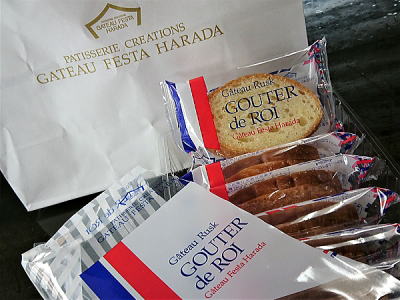 GATEAU FESTA
HARADA
PATISSERIE CREATIONS
GATEAU FESTA HARADA
Gâteau Rusk
GOUTER
de ROI
Gateau Festa Harada
Gâteau Rusk
GOUTER
de ROI
Gateau Festa Harada